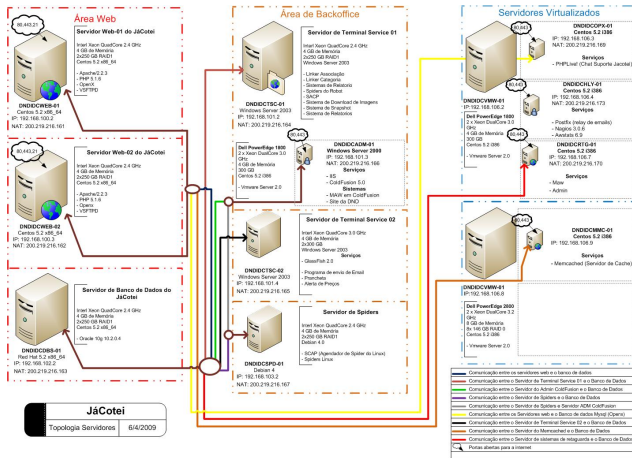 Área Web
80,443,21
Servidor Web-01 do JáCotei
Intel Xeon QuadCore 2.4 GHz
4 GB de Memória
2x250 GB RAID1
Centos 5.2 x86_64
- Apache/2.2.3
- PHP 5.1.6
- OpenX
- VSFTPD
DNDIDCWEB-01
Centos 5.2 x86_64
IP: 192.168.100.2
NAT: 200.219.216.161
80,443,21
Servidor Web-02 do JáCotei
Intel Xeon QuadCore 2.4 GHz
4 GB de Memória
2x250 GB RAID1
Centos 5.2 x86_64
- Apache/2.2.3
- PHP 5.1.6
- Openx
- VSFTPD
DNDIDCWEB-02
Centos 5.2 x86_64
IP: 192.168.100.3
NAT: 200.219.216.162
Servidor de Banco de Dados do
JáCotei
Intel Xeon QuadCore 2.4 GHz
4 GB de Memória
2x250 GB RAID1
Centos 5.2 x86_64
- Oracle 10g 10.2.0.4
DNDIDCDBS-01
Red Hat 5.2 x86_64
IP: 192.168.102.2
NAT: 200.219.216.163
JáCotei
Topologia Servidores
6/4/2009
Área de Backoffice
Servidor de Terminal Service 01
Intel Xeon QuadCore 2.4 GHz
4 GB de Memória
2x250 GB RAID1
Windows Server 2003
- Linker Associação
- Linker Categoria
- Sistemas de Relatorios
- Spiders do Robot
- SACP
- Sistema de Download de Imagens
- Sistema de Snapshot
- Sistema de Relatorio
DNDIDCTSC-01
Windows Server 2003
IP: 192.168.101.2
NAT: 200.219.216.164
80,443
Dell PowerEdge 1800
2 x Xeon DualCore 3.0
GHz
4 GB de Memória
300 GB
Centos 5.2 i386
- Vmware Server 2.0
DNDIDCADM-01
Windows Server 2000
IP: 192.168.101.3
NAT: 200.219.216.166
Serviços
- IIS
- ColdFusion 5.0
Sistemas
- MAW em ColdFusion
- Site da DND
Servidor de Terminal Service 02
Intel Xeon QuadCore 3.0 GHz
4 GB de Memória
2x300 GB
Windows Server 2003
Serviços
- GlassFish 2.0
- Programa de envio de Email
- Plancheto
- Alerta de Preços
DNDIDCTSC-02
Windows Server 2003
IP: 192.168.101.4
NAT: 200.219.216.165
Servidor de Spiders
Intel Xeon QuadCore 2.4 GHz
4 GB de Memória
2x250 GB RAID1
Debian 4.0
- SCAP (Agendador de Spider do Linux)
- Spiders Linux
DNDIDCSPD-01
Debian 4
IP: 192.168.103.2
NAT: 200.219.216.167
Servidores Virtualizados
80,443
DNDIDCOPX-01
Centos 5.2 i386
IP: 192.168.106.3
NAT: 200.219.216.169
Serviços
- PHPLive! (Chat Suporte Jacotei)
DNDIDCVMW-01
IP: 192.168.106.2
Dell PowerEdge 1800
2 x Xeon DualCore 3.0
GHz
4 GB de Memória
300 GB
Centos 5.2 i386
- Vmware Server 2.0
80,443
DNDIDCHLY-01
Centos 5.2 i386
IP: 192.168.106.4
NAT: 200.219.216.173
Serviços
- Postfix (relay de emails)
- Nagios 3.0.6
- Awstats 6.9
80,443
DNDIDCRTG-01
Centos 5.2 i386
IP: 192.168.106.7
NAT: 200.219.216.170
Serviços
- Maw
- Admin
80,443
DNDIDCMMC-01
Centos 5.2 i386
IP: 192.168.106.9
Serviços
- Memcached (Servidor de Cache)
DNDIDCVMW-01
IP:192.168.106.8
Dell PowerEdge 2800
2 x Xeon DualCore 3.2
GHz
8 GB de Memória
8x 146 GB RAID 0
Centos 5.2 i386
- Vmware Server 2.0
Comunicação entre os servidores web e o banco de dados
Comunicação entre o Servidor de Terminal Service 01 e o Banco de Dados
Comunicação entre o Servidor do Admin ColdFusion e o Banco de Dados
Comunicação entre o Servidor de Spiders e o Banco de Dados
Comunicação entre o Servidor de Spiders e Servidor ADM ColdFusion
Comunicação entre os Servidores web e o Banco de dados Mysql (Openx)
Comunicação entre o Servidor de Terminal Service 02 e o Banco de Dados
Comunicação entre o Servidor do Memcached e o Banco de Dados
Comunicação entre o Servidor de sistemas de retaguarda e o Banco de Dados
Portas abertas para a internet